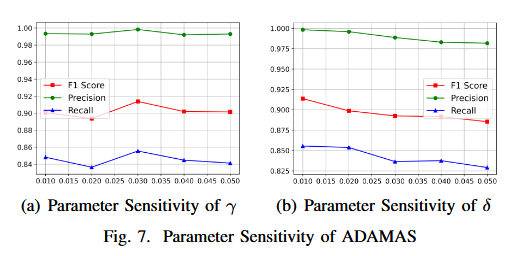 1.00
0.98
0.96
0.94
0.92
0.90
0.88
0.86
0.84
F1 Score
Precision
Recall
0.010 0.015 0.020 0.025 0.030 0.035 0.040 0.045 0.050
(a) Parameter Sensitivity of γ
1.000
0.975
0.950
0.925
0.900
0.875
0.850
0.825
F1 Score
Precision
Recall
0.010 0.015 0.020 0.025 0.030 0.035 0.040 0.045 0.050
(b) Parameter Sensitivity of δ
Fig. 7. Parameter Sensitivity of ADAMAS